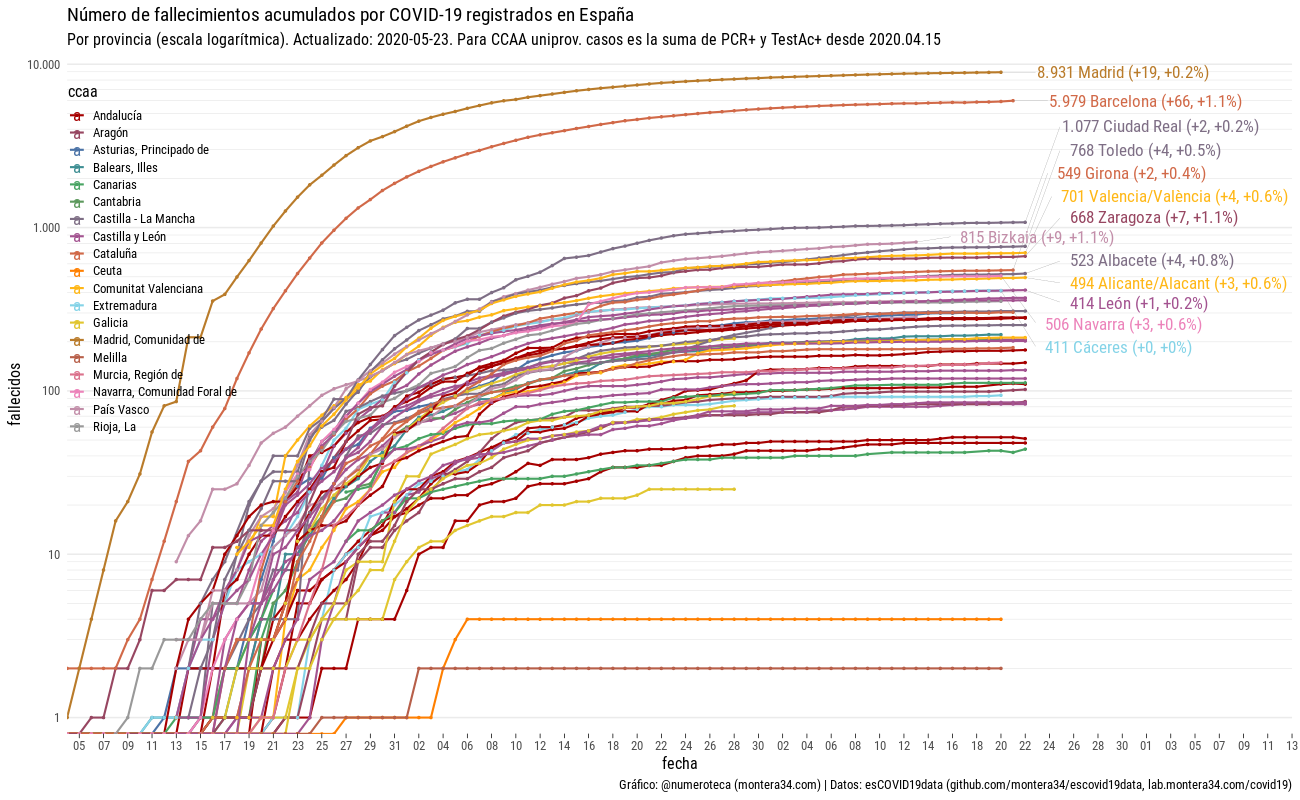 Número de fallecimientos acumulados por COVID-19 registrados en España
Por provincia (escala logarítmica). Actualizado: 2020-05-23. Para CCAA uniprov. casos es la suma de PCR+ y TestAc+ desde 2020.04.15
10.000
1.000
100
10
1
fallecidos
ccaa
Andalucía
Aragón
Asturias, Principado de
Balears, Illes
Canarias
Cantabria
Castilla - La Mancha
Castilla y León
Cataluña
Ceuta
Comunitat Valenciana
Extremadura
Galicia
Madrid, Comunidad de
Melilla
Murcia, Región de
Navarra, Comunidad Foral de
País Vasco
Rioja, La
8.931 Madrid (+19, +0.2%)
5.979 Barcelona (+66, +1.1%)
1.077 Ciudad Real (+2, +0.2%)
768 Toledo (+4, +0.5%)
549 Girona (+2, +0.4%)
701 Valencia/València (+4, +0.6%)
668 Zaragoza (+7, +1.1%)
815 Bizkaia (+9, +1.1%)
523 Albacete (+4, +0.8%)
494 Alicante/Alacant (+3, +0.6%)
414 León (+1, +0.2%)
506 Navarra (+3, +0.6%)
411 Cáceres (+0, +0%)
05 07 09 11 13 15 17 19 21 23 25 27 29 31 02 04 06 08 10 12 14 16 18 20 22 24 26 28 30 02 04 06 08 10 12 14 16 18 20 22 24 26 28 30 01 03 05 07 09 11 13
fecha
Gráfico: @numeroteca (montera34.com) | Datos: esCOVID19data (github.com/montera34/escovid19data, lab.montera34.com/covid19)